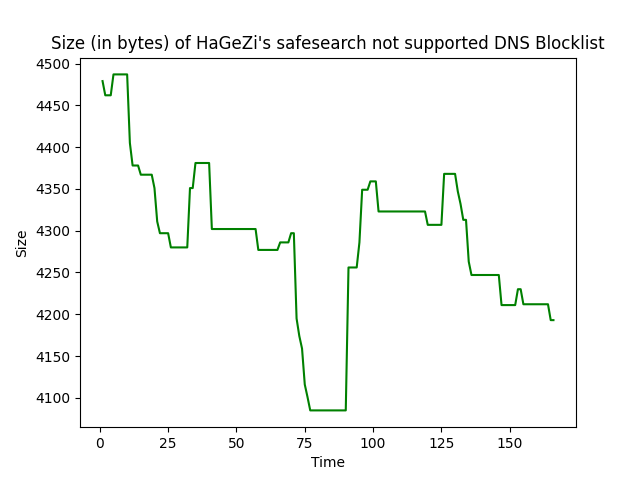 Size (in bytes) of HaGeZi's safesearch not supported DNS Blocklist
4500
4450
4400
4350
4300
4250
4200
4150
4100
Size
0 25 50 75 100 125 150
Time